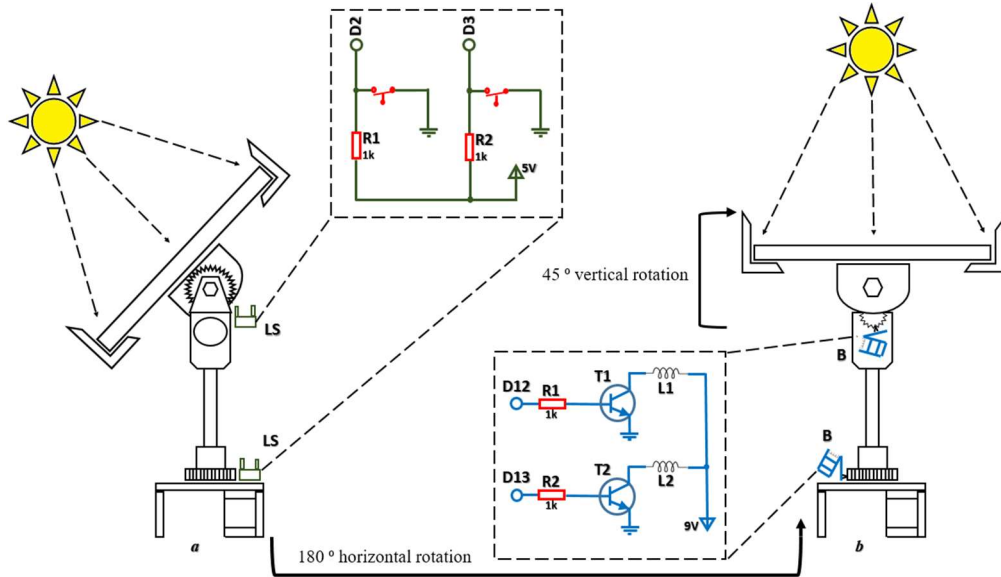 D2
D3
R1
1k
R2
1k
5V
LS
LS
45 º vertical rotation
B
D12
R1
1k
T1
L1
D13
R2
1k
T2
L2
9V
B
a
b
180 º horizontal rotation